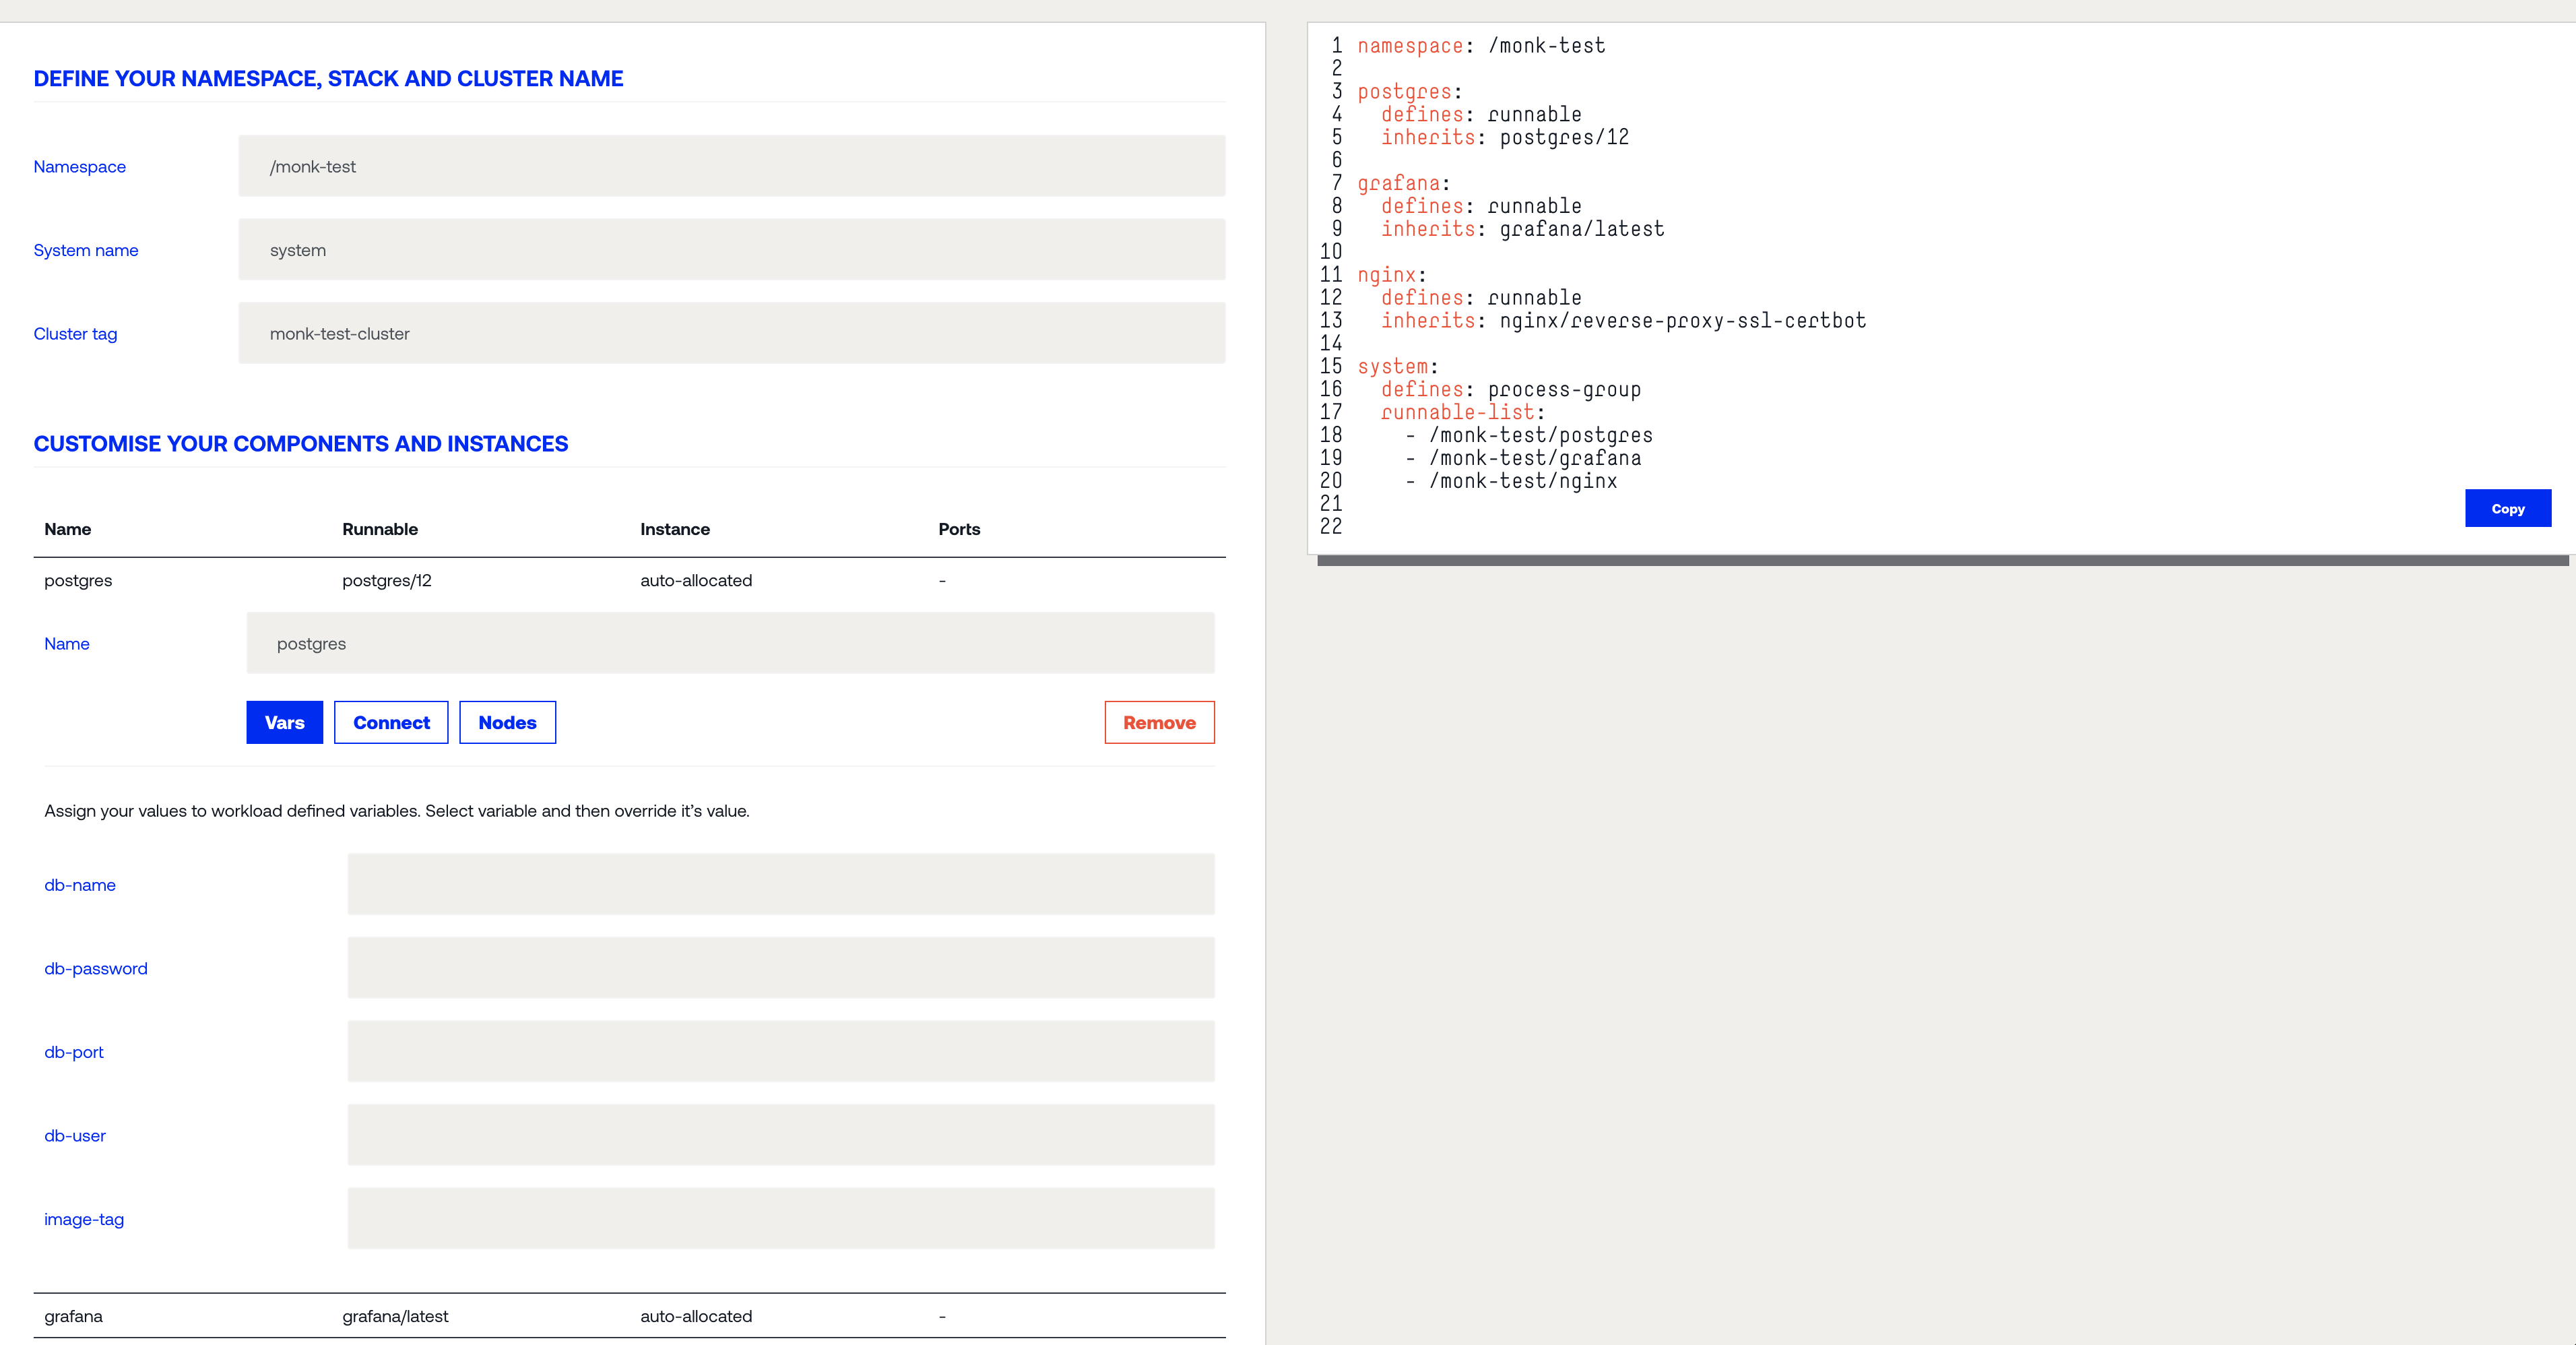 DEFINE YOUR NAMESPACE, STACK AND CLUSTER NAME
Namespace
/monk-test
System name
system
Cluster tag
monk-test-cluster
CUSTOMISE YOUR COMPONENTS AND INSTANCES
Name Runnable Instance Ports
postgres postgres/12 auto-allocated -
Name
postgres
Vars Connect Nodes Remove
Assign your values to workload defined variables. Select variable and then override it’s value.
db-name
db-password
db-port
db-user
image-tag
grafana grafana/latest auto-allocated -
1 namespace: /monk-test
2
3 postgres:
4   defines: runnable
5   inherits: postgres/12
6
7 grafana:
8   defines: runnable
9   inherits: grafana/latest
10
11 nginx:
12   defines: runnable
13   inherits: nginx/reverse-proxy-ssl-certbot
14
15 system:
16   defines: process-group
17   runnable-list:
18     - /monk-test/postgres
19     - /monk-test/grafana
20     - /monk-test/nginx
21
22
Copy